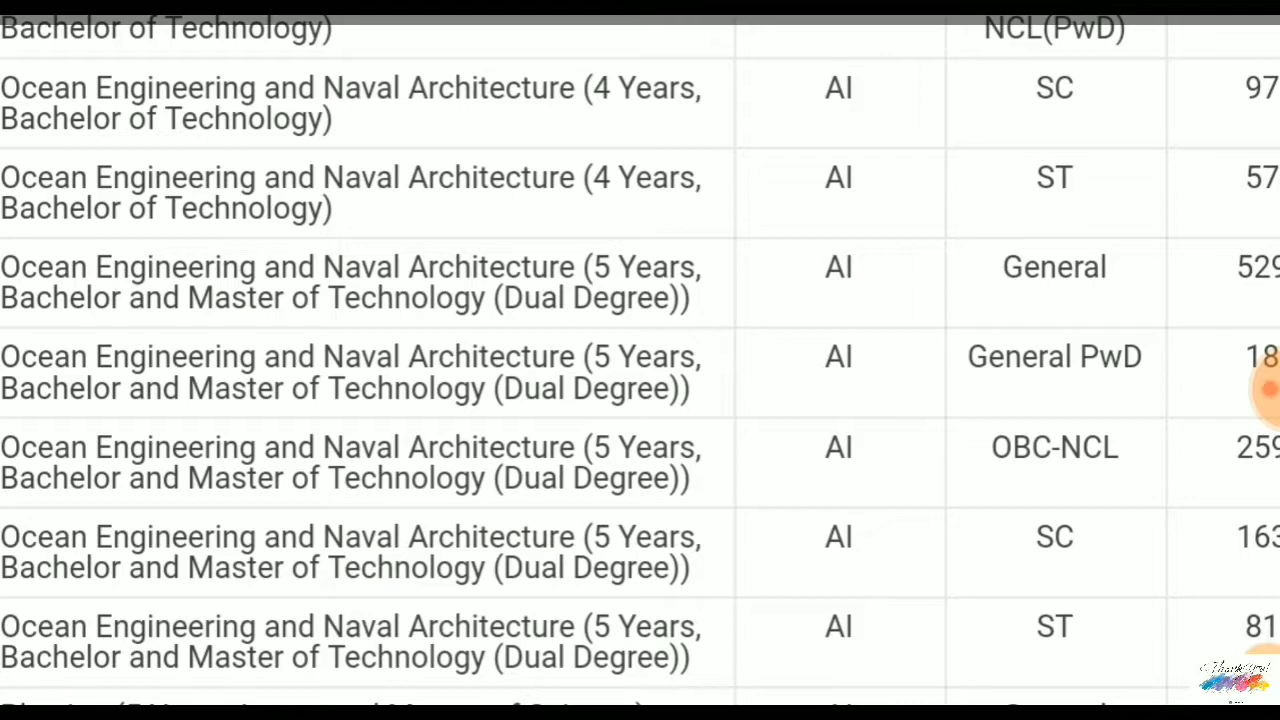 Bachelor of Technology) NCL(PwD)
Ocean Engineering and Naval Architecture (4 Years, AI SC 97
Bachelor of Technology)
Ocean Engineering and Naval Architecture (4 Years, AI ST 57
Bachelor of Technology)
Ocean Engineering and Naval Architecture (5 Years, AI General 529
Bachelor and Master of Technology (Dual Degree))
Ocean Engineering and Naval Architecture (5 Years, AI General PwD 18
Bachelor and Master of Technology (Dual Degree))
Ocean Engineering and Naval Architecture (5 Years, AI OBC-NCL 259
Bachelor and Master of Technology (Dual Degree))
Ocean Engineering and Naval Architecture (5 Years, AI SC 163
Bachelor and Master of Technology (Dual Degree))
Ocean Engineering and Naval Architecture (5 Years, AI ST 81
Bachelor and Master of Technology (Dual Degree))